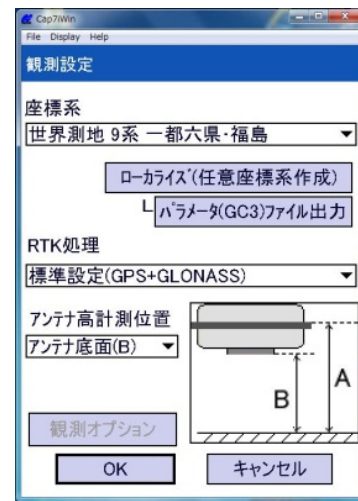 Cap7iWin
File Display Help
観測設定
座標系
世界測地 9系 一都六県･福島
ﾛｰｶﾗｲｽﾞ(任意座標系作成)
ﾊﾟﾗﾒｰﾀ(GC3)ﾌｧｲﾙ出力
RTK処理
標準設定(GPS+GLONASS)
ｱﾝﾃﾅ高計測位置
ｱﾝﾃﾅ底面(B)
A
B
観測ｵﾌﾟｼｮﾝ
OK
ｷｬﾝｾﾙ